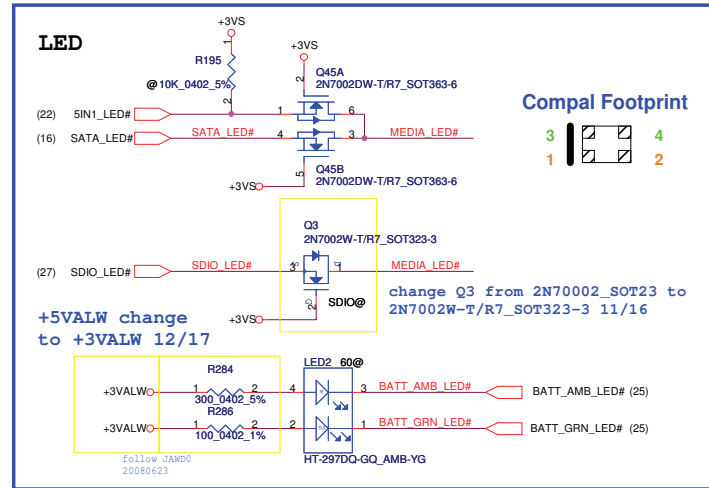 LED
+3VS
1
R195
@ 10K_0402_5%
2
+3VS
Q45A
2N7002DW-T/R7_SOT363-6
2
(22) 5IN1_LED#
1
6
(16) SATA_LED#
SATA_LED#
4
3
MEDIA_LED#
5
Q45B
2N7002DW-T/R7_SOT363-6
+3VS
Compal Footprint
3 4
1 2
Q3
2N7002W-T/R7_SOT323-3
(27) SDIO_LED#
SDIO_LED#
3
1
MEDIA_LED#
2
SDIO@
+3VS
change Q3 from 2N70002_SOT23 to
2N7002W-T/R7_SOT323-3 11/16
+5VALW change
to +3VALW 12/17
R284
+3VALW
1
2
300_0402_5%
R286
+3VALW
1
2
100_0402_1%
follow JAWD0
20080623
LED2 60@
4
3
BATT_AMB_LED#
BATT_AMB_LED# (25)
2
1
BATT_GRN_LED#
BATT_GRN_LED# (25)
HT-297DQ-GQ_AMB-YG